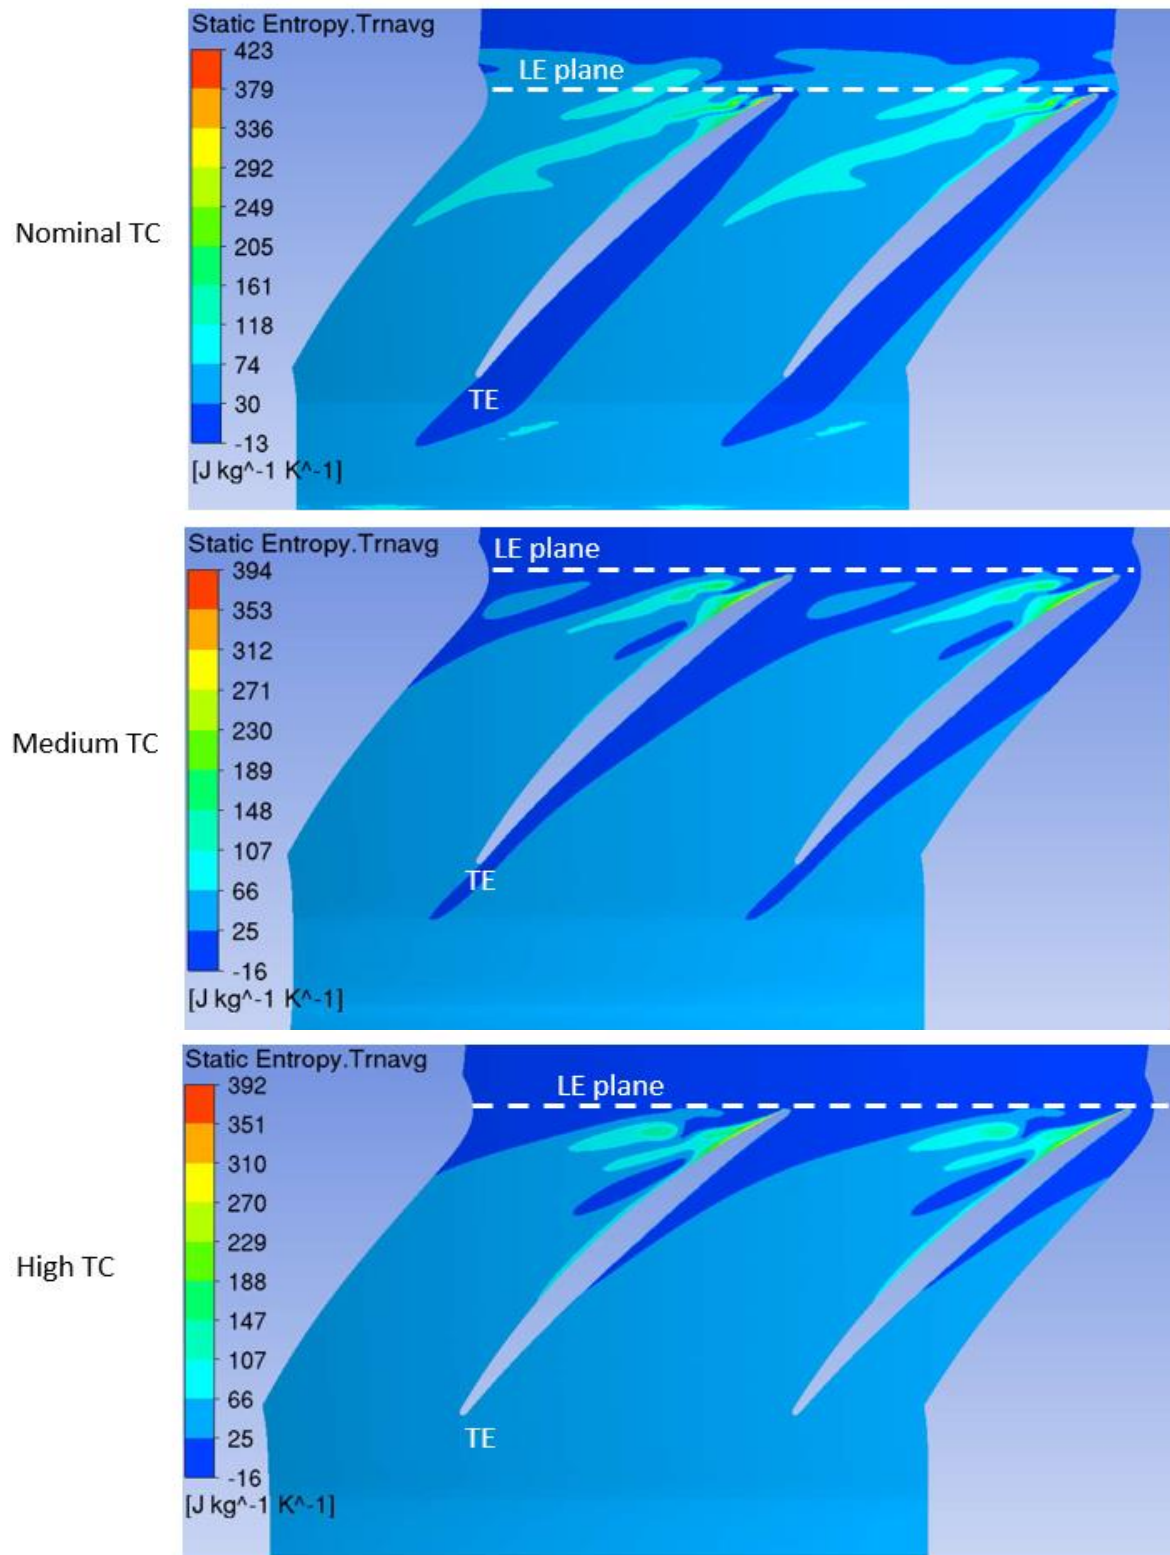 Static Entropy.Trnavg
423
379
336
292
249
205
161
118
74
30
-13
[J kg^-1 K^-1]
LE plane
TE
Nominal TC
Static Entropy.Trnavg
394
353
312
271
230
189
148
107
66
25
-16
[J kg^-1 K^-1]
LE plane
TE
Medium TC
Static Entropy.Trnavg
392
351
310
270
229
188
147
107
66
25
-16
[J kg^-1 K^-1]
LE plane
TE
High TC